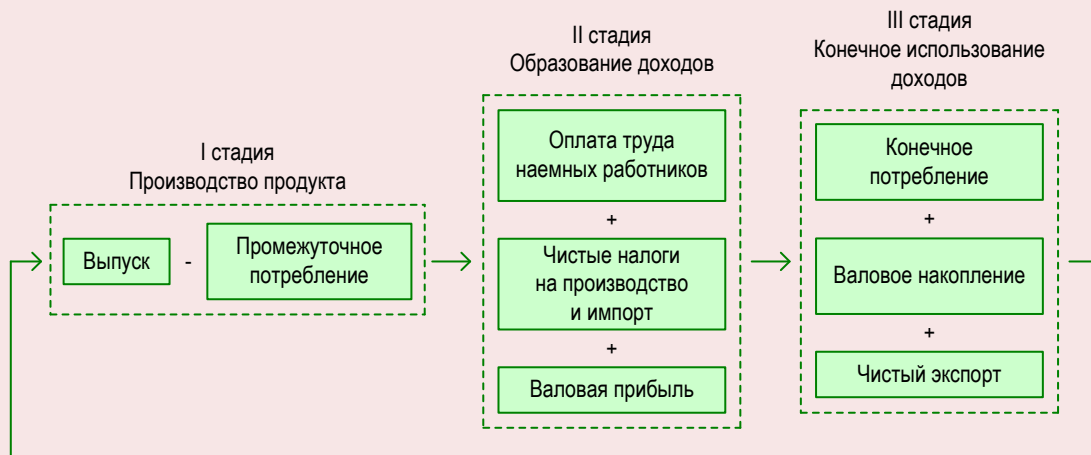 I стадия
Производство продукта
Выпуск
-
Промежуточное
потребление
II стадия
Образование доходов
Оплата труда
наемных работников
+
Чистые налоги
на производство
и импорт
+
Валовая прибыль
III стадия
Конечное использование
доходов
Конечное
потребление
+
Валовое накопление
+
Чистый экспорт